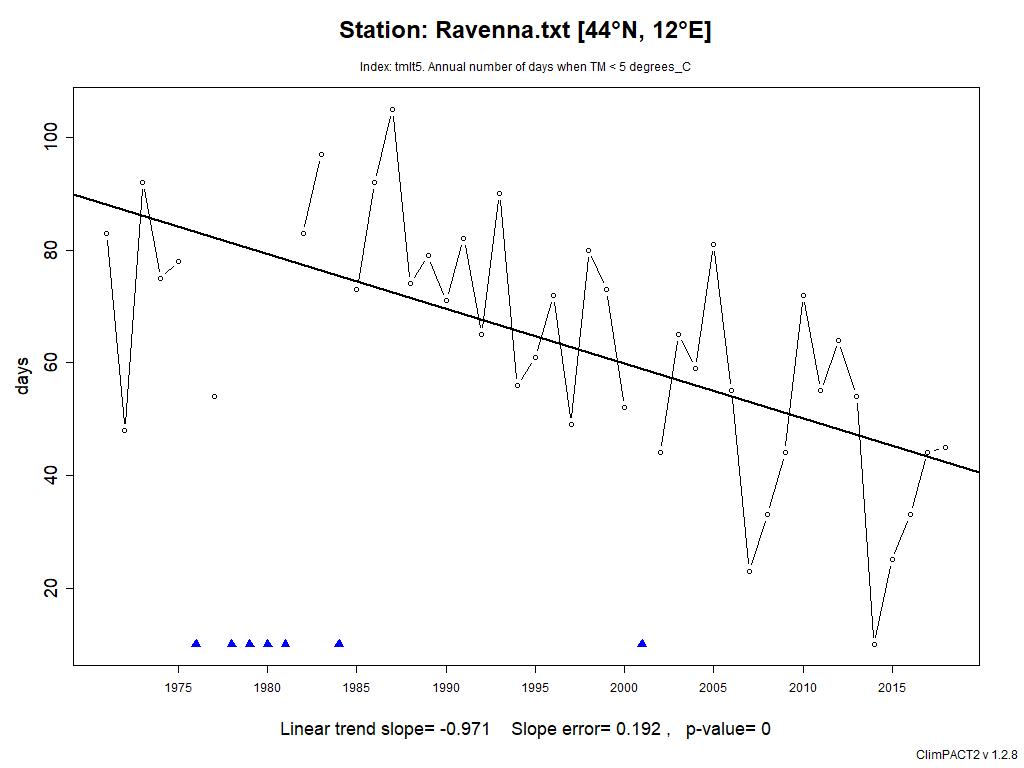 Station: Ravenna.txt [44°N, 12°E]
Index: tmlt5. Annual number of days when TM < 5 degrees_C
100
80
60
40
20
days
1975 1980 1985 1990 1995 2000 2005 2010 2015
Linear trend slope= -0.971 Slope error= 0.192 , p-value= 0
ClimPACT2 v 1.2.8